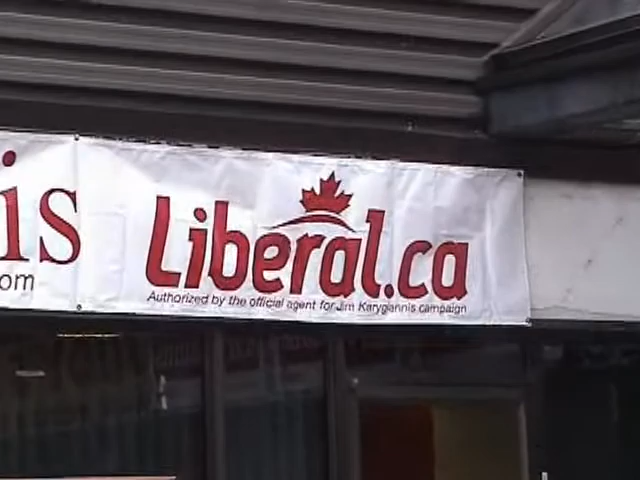 is
om
Liberal.ca
Authorized by the official agent for Jim Karygiannis campaign